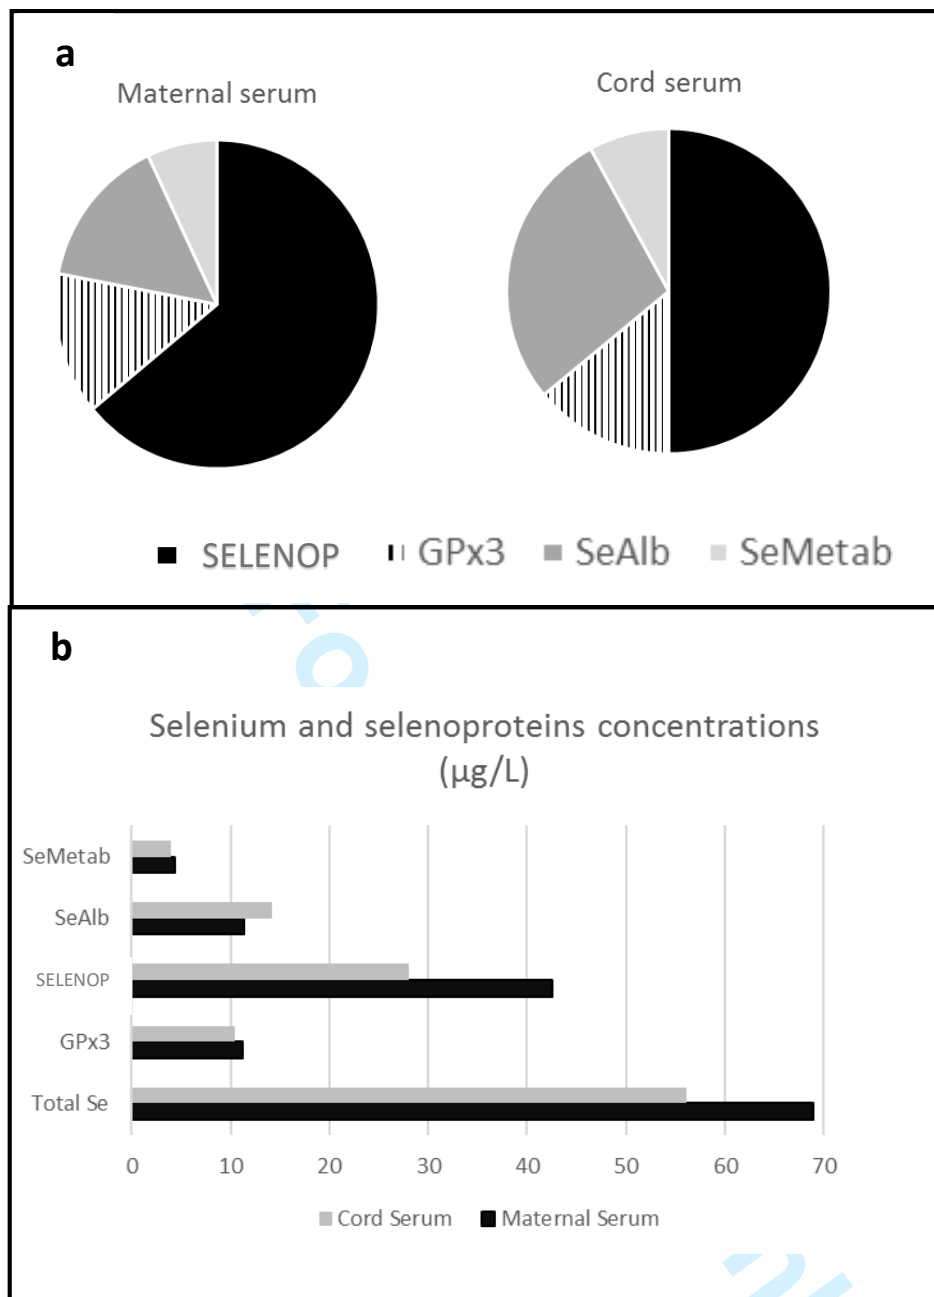 a
Maternal serum
Cord serum
SELENOP GPx3 SeAlb SeMetab
b
Selenium and selenoproteins concentrations
(µg/L)
SeMetab
SeAlb
SELENOP
GPx3
Total Se
0 10 20 30 40 50 60 70
Cord Serum Maternal Serum